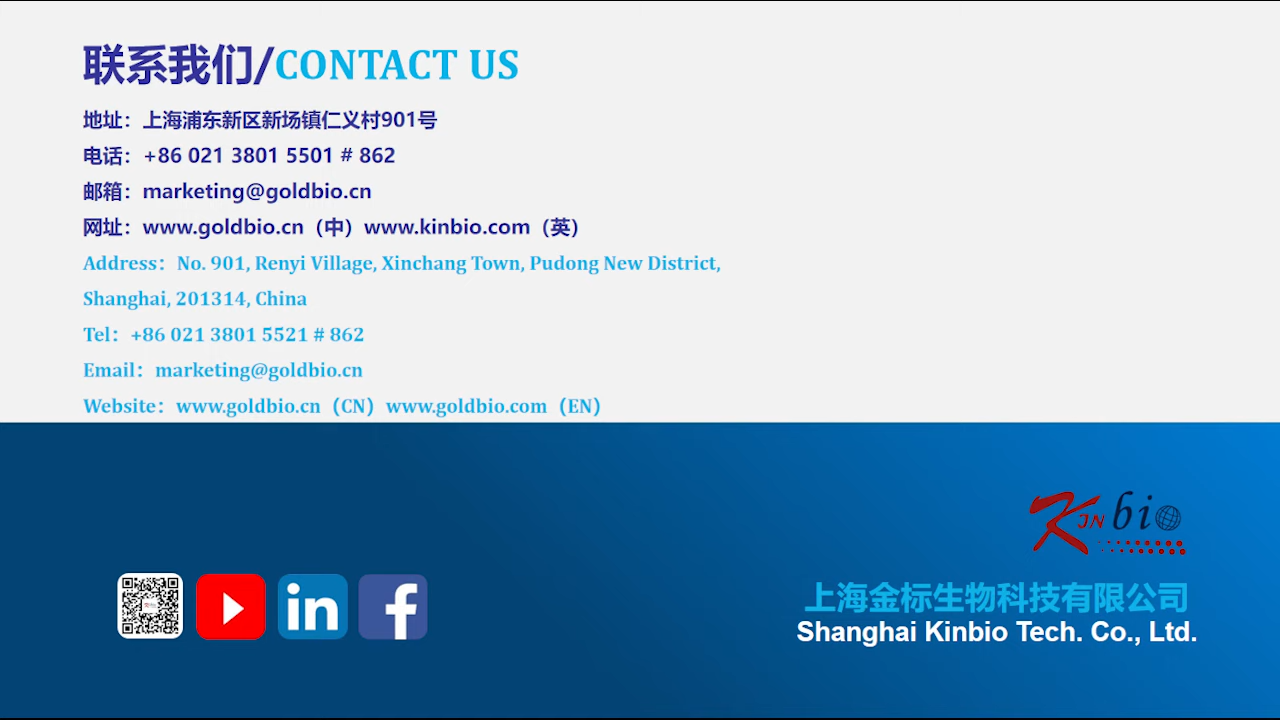 联系我们/CONTACT US
地址：上海浦东新区新场镇仁义村901号
电话：+86 021 3801 5501 # 862
邮箱：marketing@goldbio.cn
网址：www.goldbio.cn（中）www.kinbio.com（英）
Address：No. 901, Renyi Village, Xinchang Town, Pudong New District,
Shanghai, 201314, China
Tel：+86 021 3801 5521 # 862
Email：marketing@goldbio.cn
Website：www.goldbio.cn（CN）www.goldbio.com（EN）
KINbio
in f
上海金标生物科技有限公司
Shanghai Kinbio Tech. Co., Ltd.